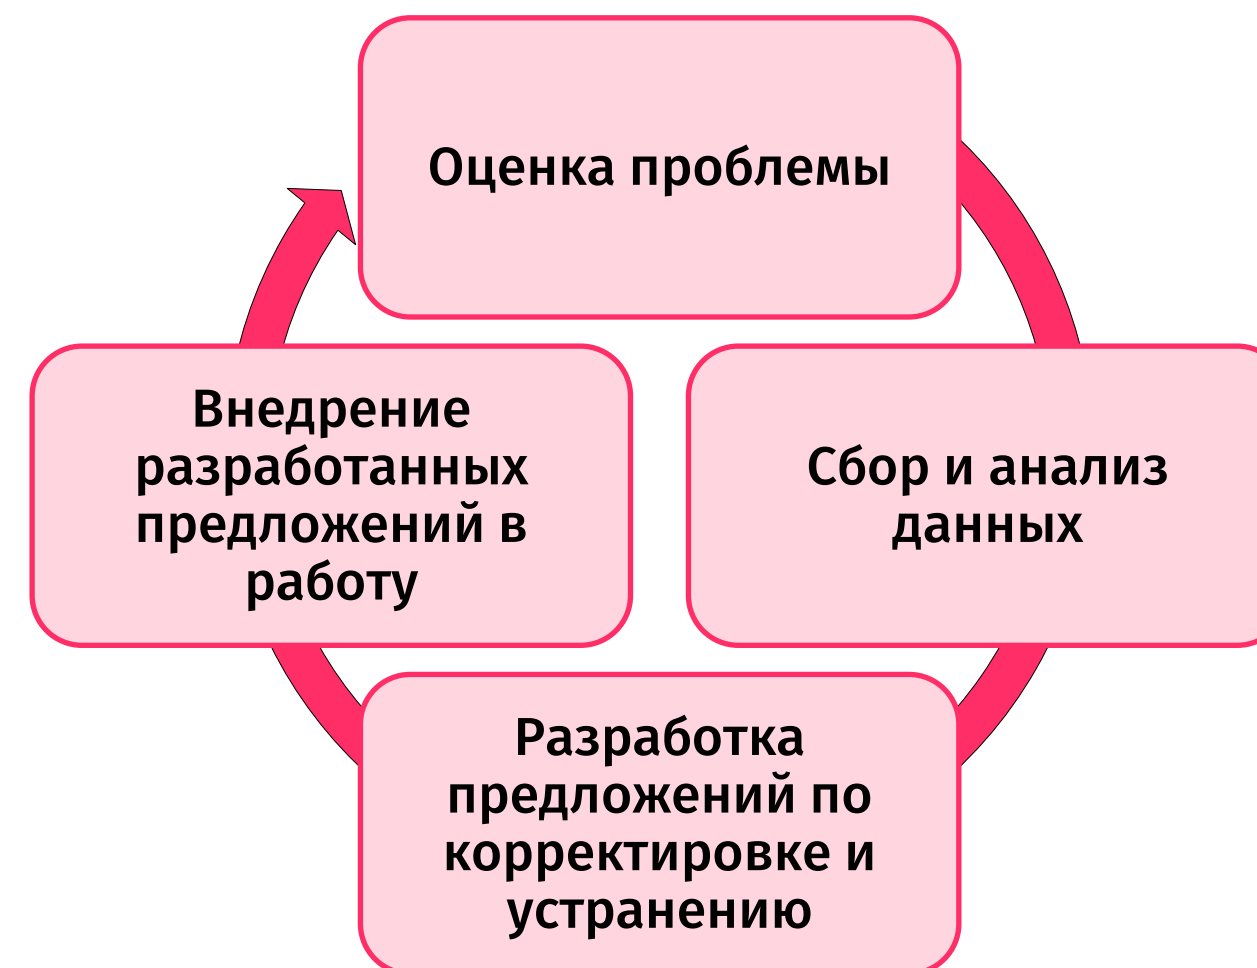 Оценка проблемы
Сбор и анализ
данных
Разработка
предложений по
корректировке и
устранению
Внедрение
разработанных
предложений в
работу